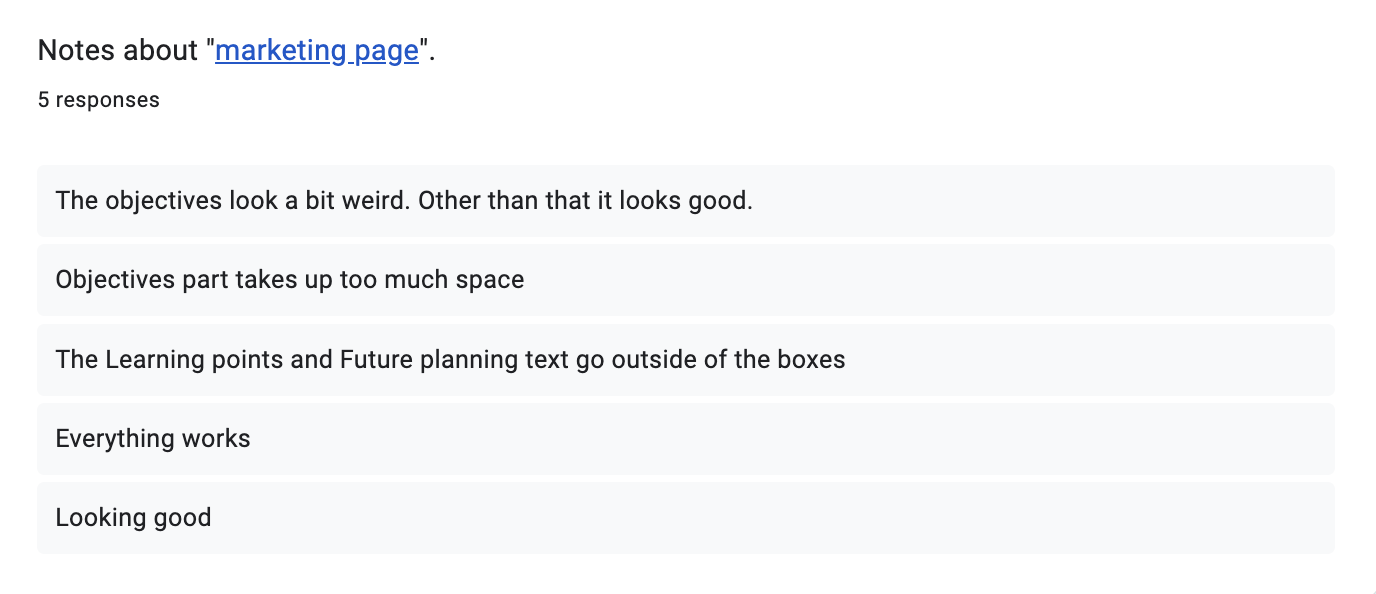 Notes about "marketing page".
5 responses
The objectives look a bit weird. Other than that it looks good.
Objectives part takes up too much space
The Learning points and Future planning text go outside of the boxes
Everything works
Looking good